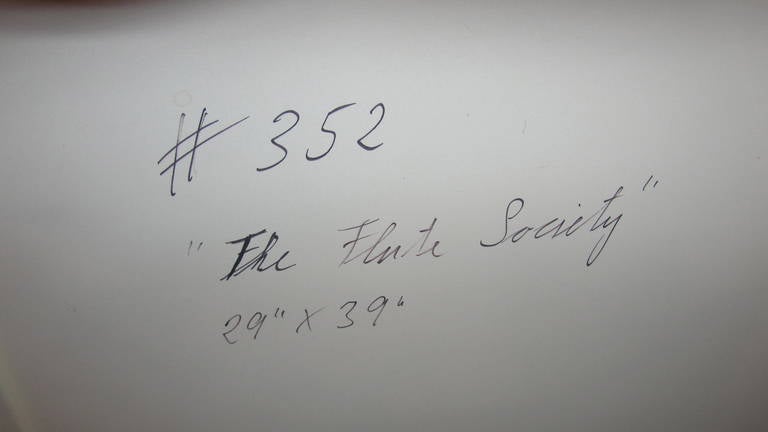 # 352
"The Flute Society"
29" x 39"